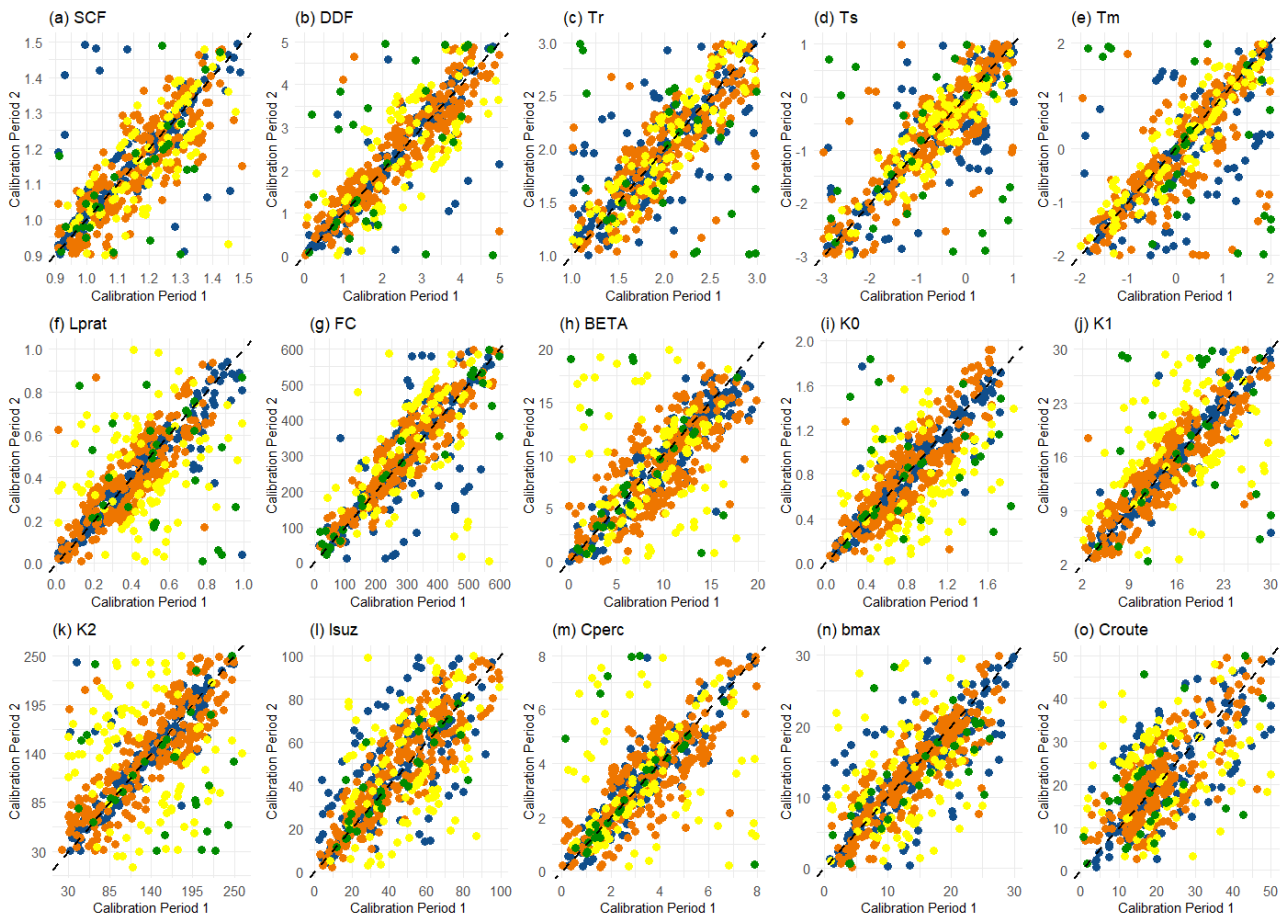 (a) SCF
Calibration Period 2
1.5
1.4
1.3
1.2
1.1
1.0
0.9
0.9 1.0 1.2 1.3 1.4 1.5
Calibration Period 1
(b) DDF
Calibration Period 2
5
4
3
2
1
0
0 1 2 3 4 5
Calibration Period 1
(c) Tr
Calibration Period 2
3.0
2.5
2.0
1.5
1.0
1.0 1.5 2.0 2.5 3.0
Calibration Period 1
(d) Ts
Calibration Period 2
1
0
-1
-2
-3
-3 -2 -1 0 1
Calibration Period 1
(e) Tm
Calibration Period 2
2
1
0
-1
-2
-2 -1 0 1 2
Calibration Period 1
(f) Lprat
Calibration Period 2
1.0
0.8
0.6
0.4
0.2
0.0
0.0 0.2 0.4 0.6 0.8 1.0
Calibration Period 1
(g) FC
Calibration Period 2
600
500
400
300
200
100
0
0 100 200 300 400 500 600
Calibration Period 1
(h) BETA
Calibration Period 2
20
15
10
5
0
0 5 10 15 20
Calibration Period 1
(i) K0
Calibration Period 2
2.0
1.6
1.2
0.8
0.4
0.0
0.0 0.4 0.8 1.2 1.6
Calibration Period 1
(j) K1
Calibration Period 2
30
23
16
9
2
2 9 16 23 30
Calibration Period 1
(k) K2
Calibration Period 2
250
195
140
85
30
30 85 140 195 250
Calibration Period 1
(l) lsuz
Calibration Period 2
100
80
60
40
20
0
0 20 40 60 80 100
Calibration Period 1
(m) Cperc
Calibration Period 2
8
6
4
2
0
0 2 4 6 8
Calibration Period 1
(n) bmax
Calibration Period 2
30
20
10
0
0 10 20 30
Calibration Period 1
(o) Croute
Calibration Period 2
50
40
30
20
10
0
0 10 20 30 40 50
Calibration Period 1